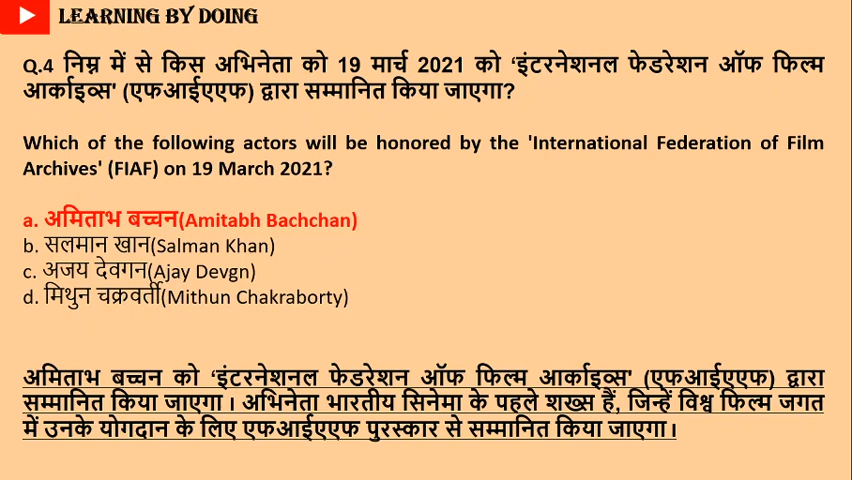 LEARNING BY DOING
Q.4 निम्न में से किस अभिनेता को 19 मार्च 2021 को ‘इंटरनेशनल फेडरेशन ऑफ फिल्म
आर्काइव्स' (एफआईएएफ) द्वारा सम्मानित किया जाएगा?
Which of the following actors will be honored by the 'International Federation of Film
Archives' (FIAF) on 19 March 2021?
a. अमिताभ बच्चन(Amitabh Bachchan)
b. सलमान खान(Salman Khan)
c. अजय देवगन(Ajay Devgn)
d. मिथुन चक्रवर्ती(Mithun Chakraborty)
अमिताभ बच्चन को ‘इंटरनेशनल फेडरेशन ऑफ फिल्म आर्काइव्स' (एफआईएएफ) द्वारा
सम्मानित किया जाएगा। अभिनेता भारतीय सिनेमा के पहले शख्स हैं, जिन्हें विश्व फिल्म जगत
में उनके योगदान के लिए एफआईएएफ पुरस्कार से सम्मानित किया जाएगा।